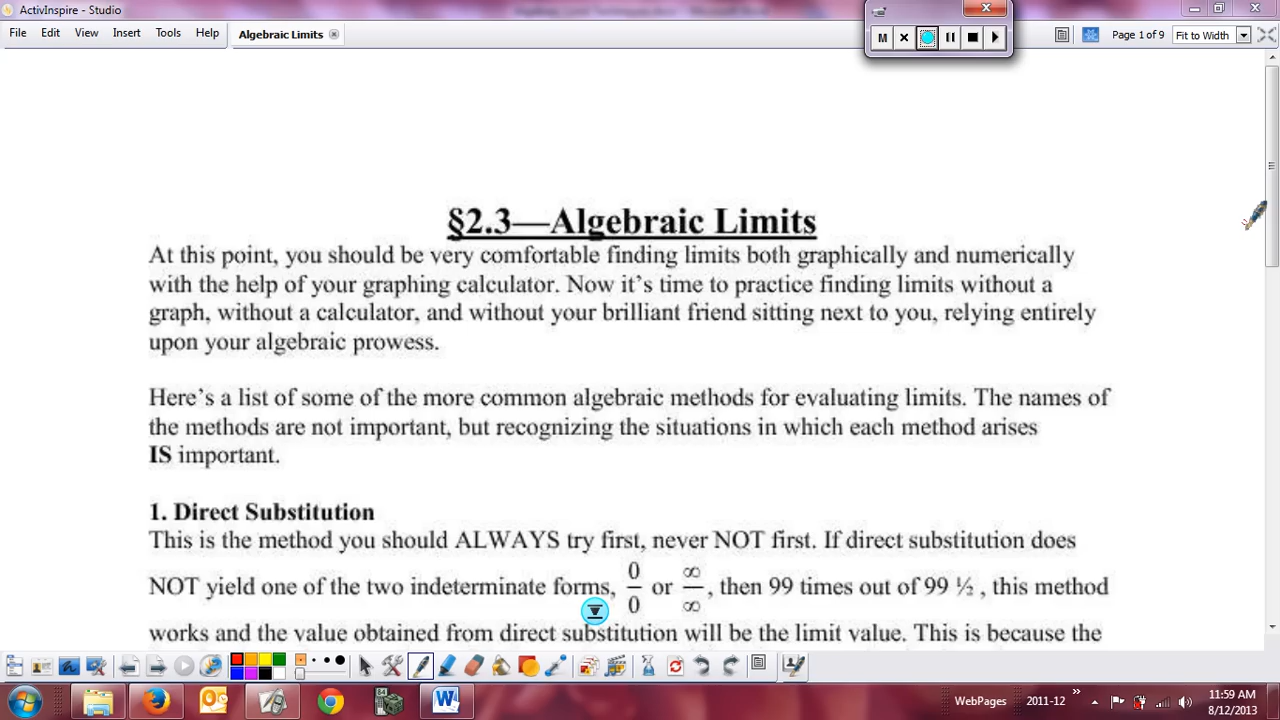 ActivInspire - Studio
File Edit View Insert Tools Help Algebraic Limits
M
Page 1 of 9 Fit to Width
§2.3—Algebraic Limits
At this point, you should be very comfortable finding limits both graphically and numerically
with the help of your graphing calculator. Now it's time to practice finding limits without a
graph, without a calculator, and without your brilliant friend sitting next to you, relying entirely
upon your algebraic prowess.
Here's a list of some of the more common algebraic methods for evaluating limits. The names of
the methods are not important, but recognizing the situations in which each method arises
IS important.
1. Direct Substitution
This is the method you should ALWAYS try first, never NOT first. If direct substitution does
NOT yield one of the two indeterminate forms, 0/0 or ∞/∞, then 99 times out of 99 ½ , this method
works and the value obtained from direct substitution will be the limit value. This is because the
WebPages 2011-12 » 11:59 AM
8/12/2013